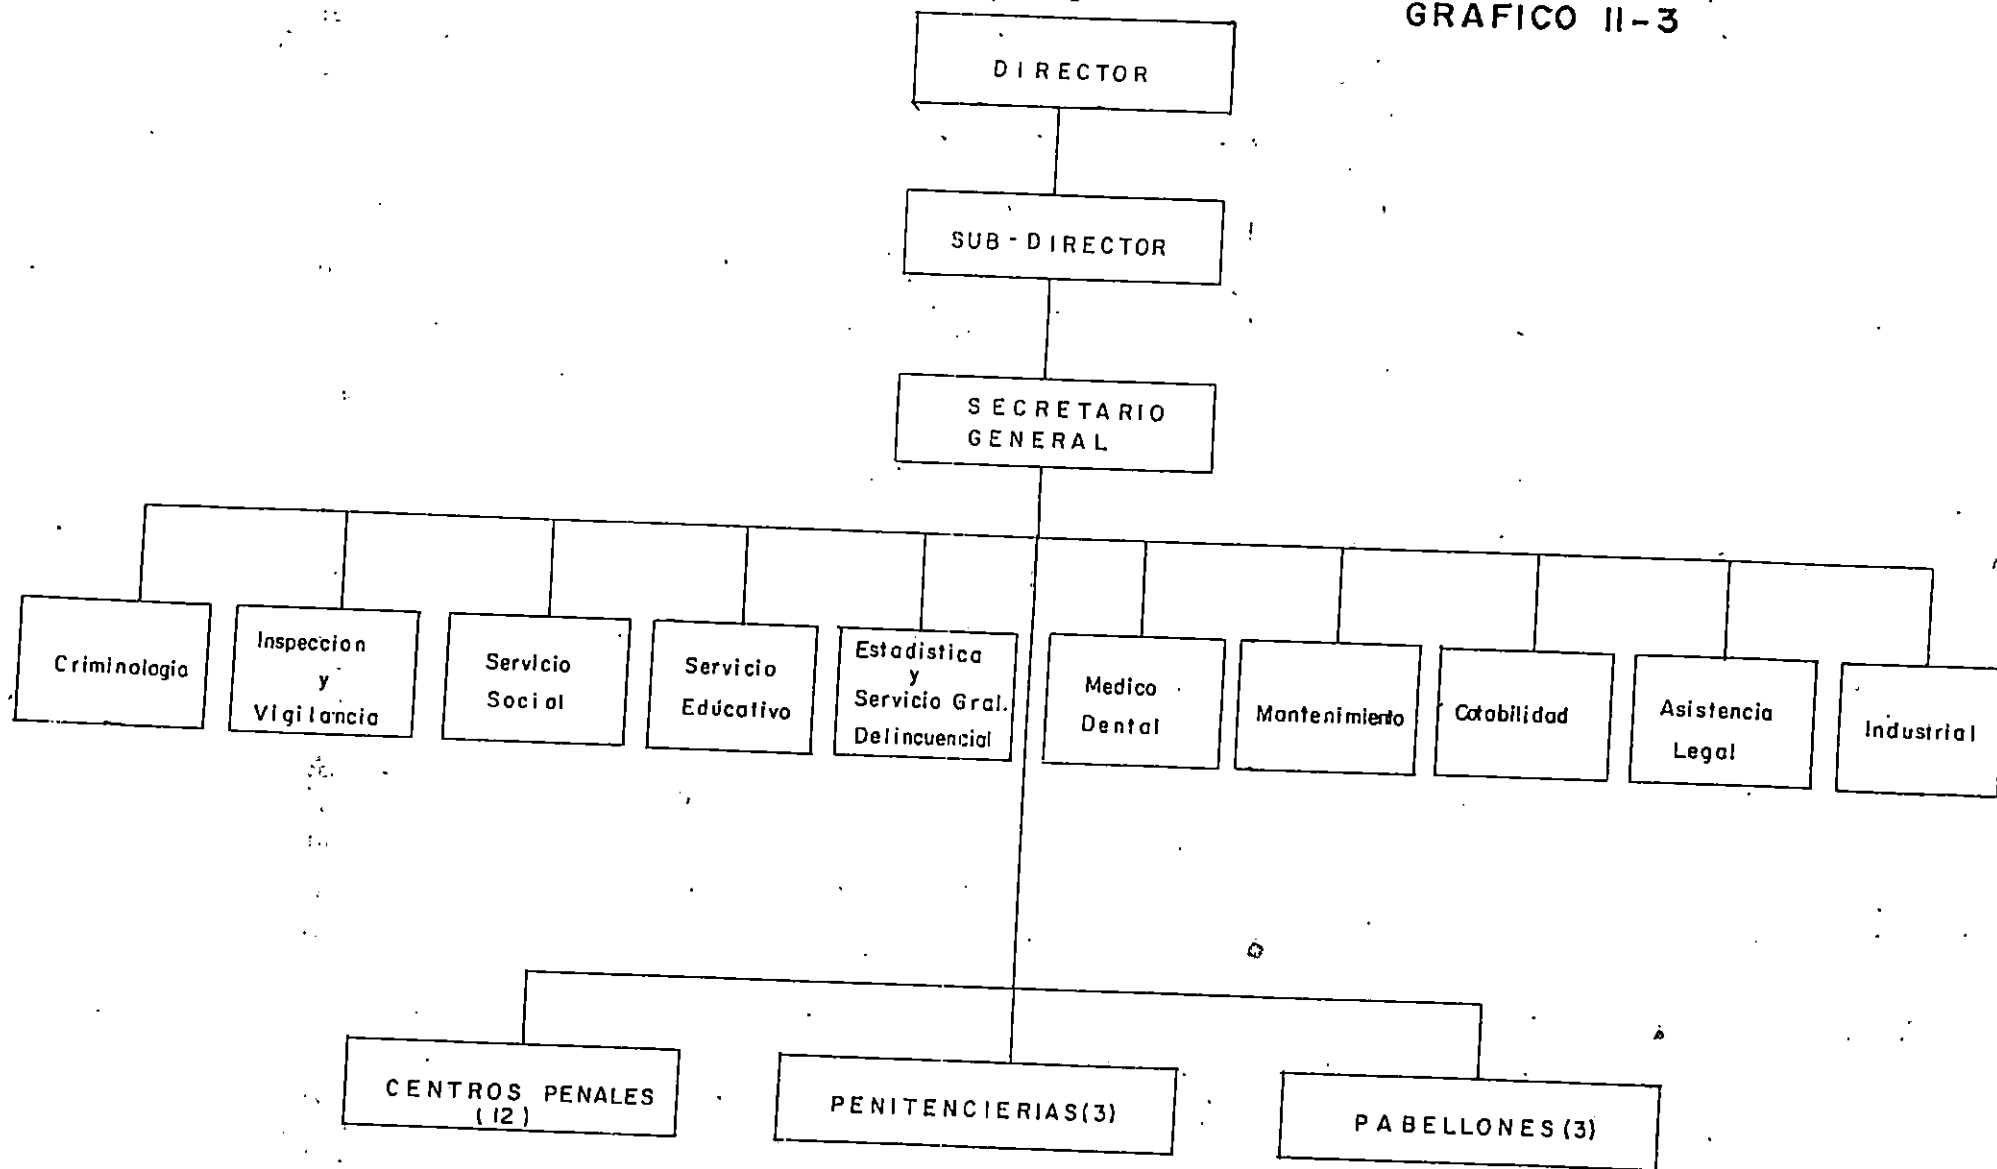 GRAFICO II-3
DIRECTOR
SUB-DIRECTOR
SECRETARIO
GENERAL
Criminologia
Inspeccion
y
Vigilancia
Servicio
Social
Servicio
Educativo
Estadistica
y
Servicio Gral.
Delincuencial
Medico
Dental
Mantenimiento
Cotabilidad
Asistencia
Legal
Industrial
CENTROS PENALES
(12)
PENITENCIERIAS(3)
PABELLONES(3)